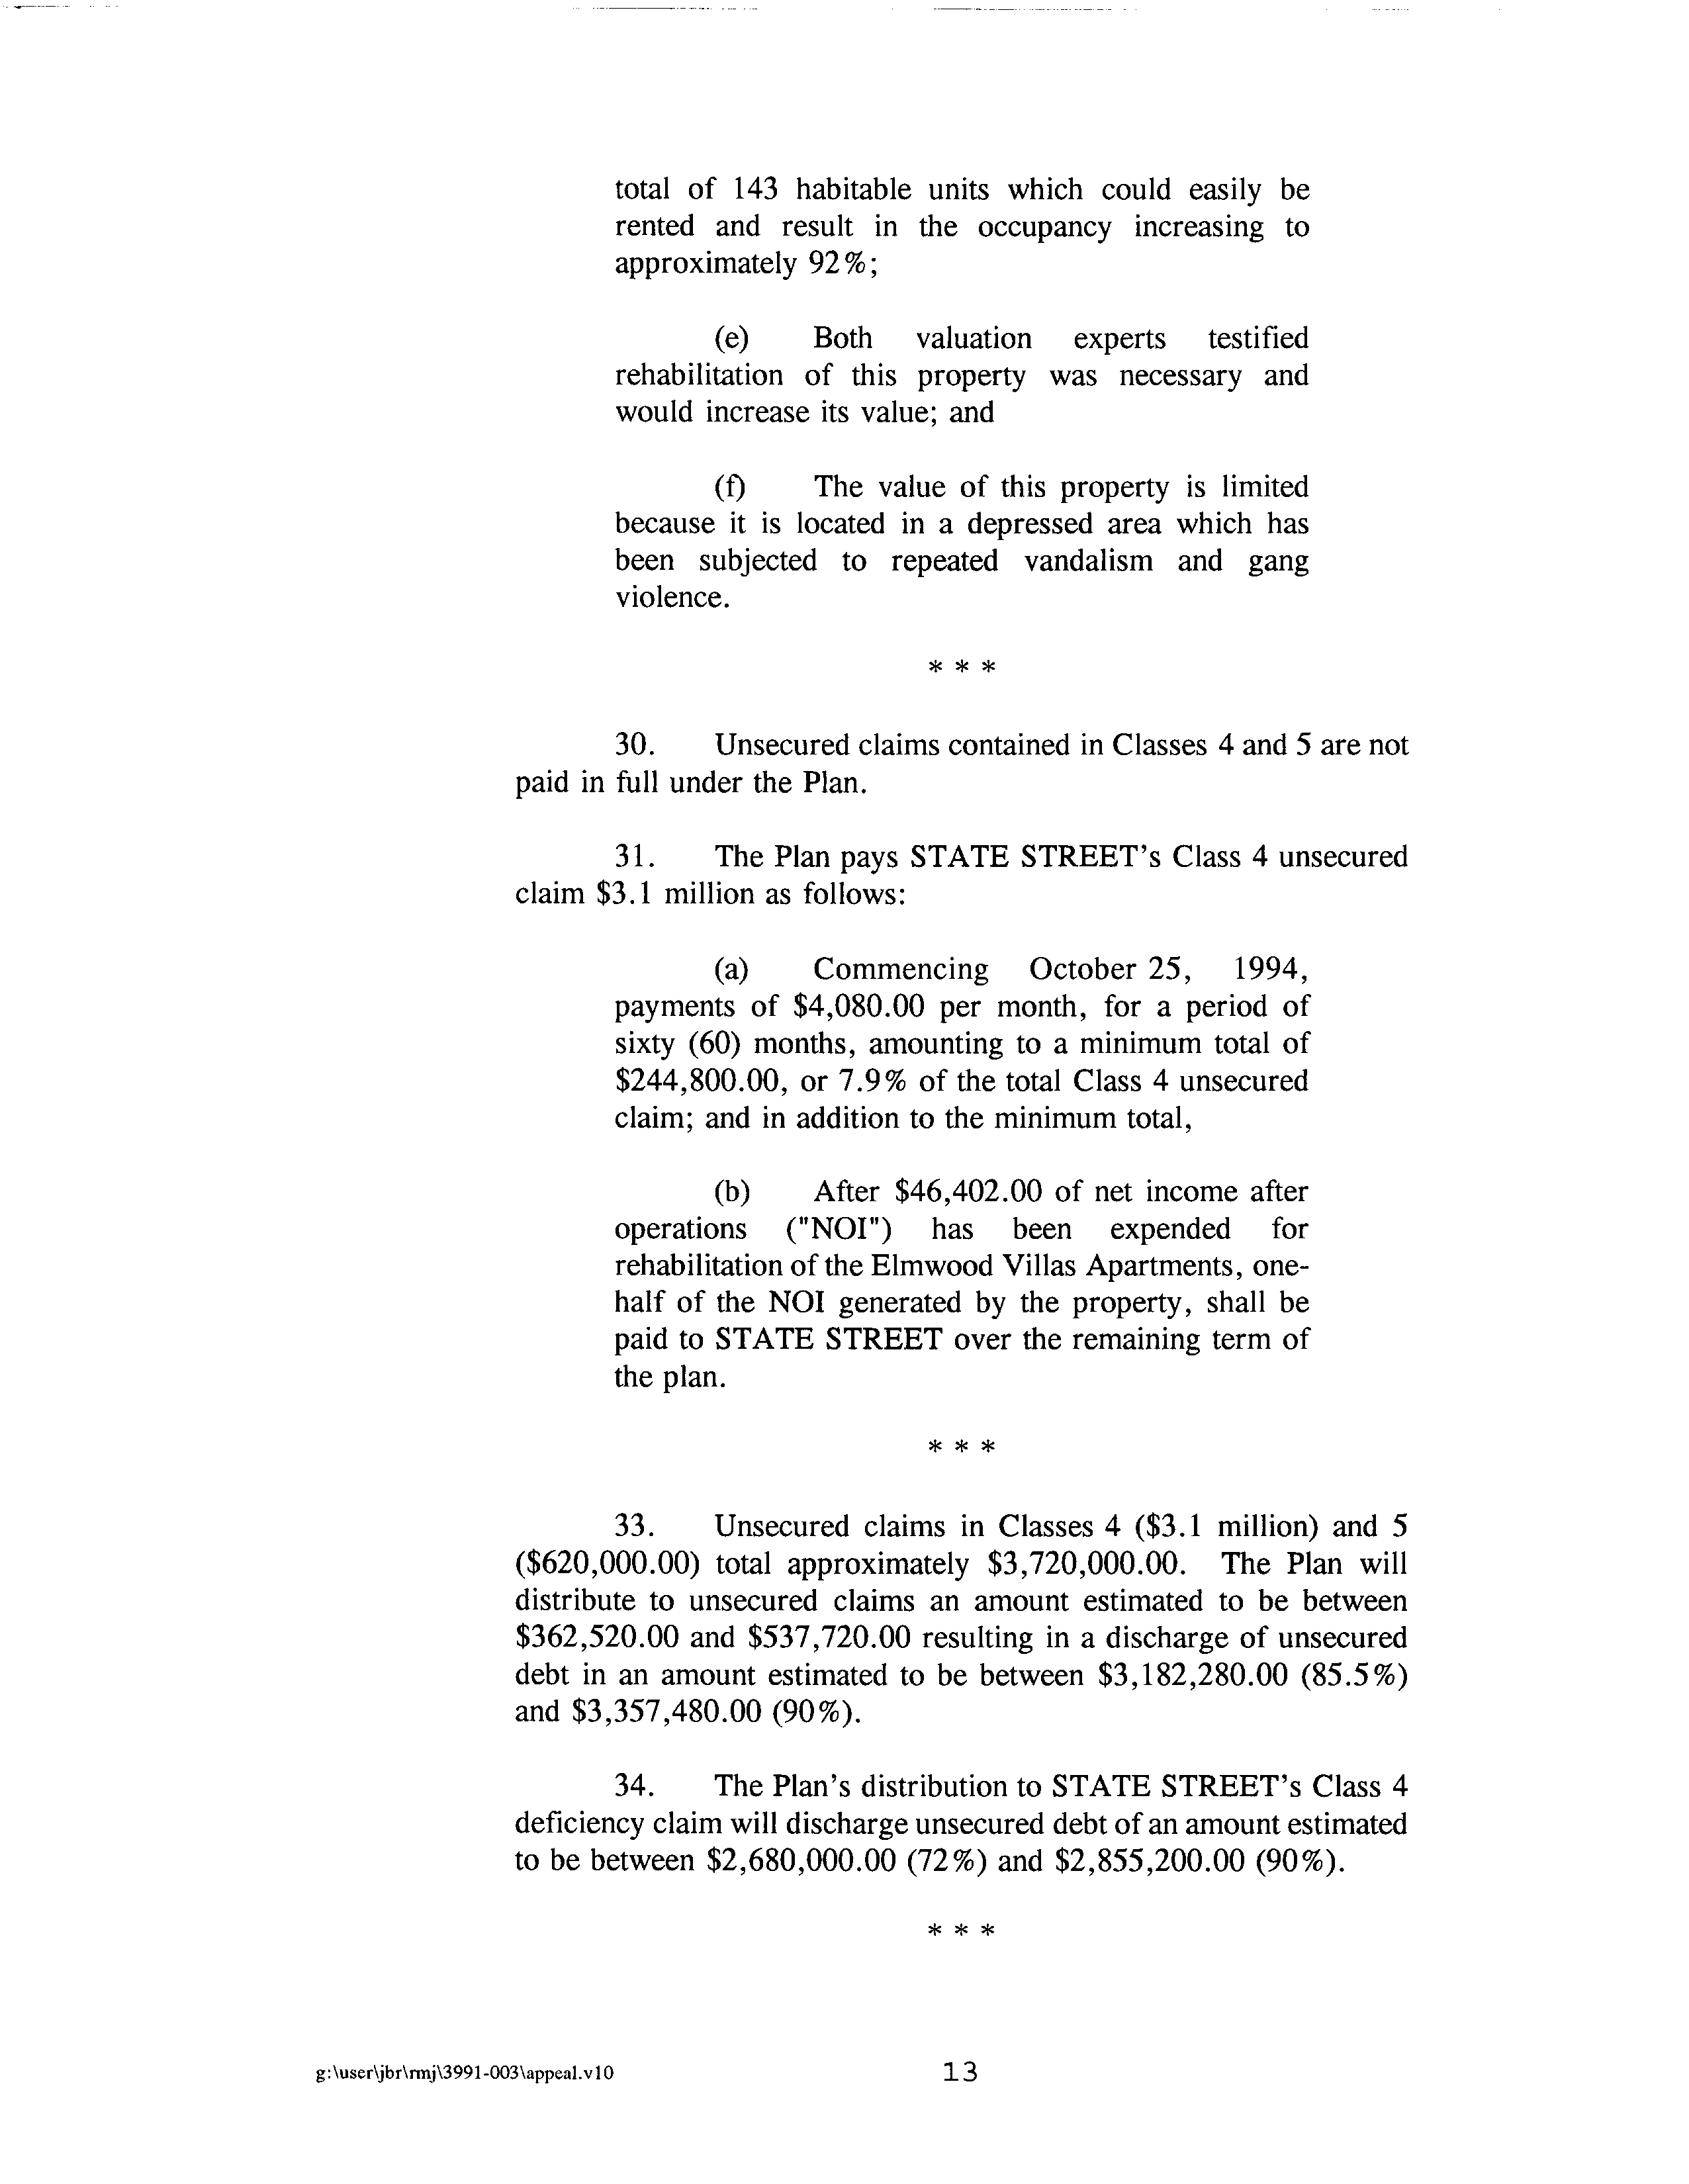 total of 143 habitable units which could easily be
rented and result in the occupancy increasing to
approximately 92%;
(e) Both valuation experts testified
rehabilitation of this property was necessary and
would increase its value; and
(f) The value of this property is limited
because it is located in a depressed area which has
been subjected to repeated vandalism and gang
violence.
* * *
30. Unsecured claims contained in Classes 4 and 5 are not
paid in full under the Plan.
31. The Plan pays STATE STREET's Class 4 unsecured
claim $3.1 million as follows:
(a) Commencing October 25, 1994,
payments of $4,080.00 per month, for a period of
sixty (60) months, amounting to a minimum total of
$244,800.00, or 7.9% of the total Class 4 unsecured
claim; and in addition to the minimum total,
(b) After $46,402.00 of net income after
operations ("NOI") has been expended for
rehabilitation of the Elmwood Villas Apartments, one-
half of the NOI generated by the property, shall be
paid to STATE STREET over the remaining term of
the plan.
* * *
33. Unsecured claims in Classes 4 ($3.1 million) and 5
($620,000.00) total approximately $3,720,000.00. The Plan will
distribute to unsecured claims an amount estimated to be between
$362,520.00 and $537,720.00 resulting in a discharge of unsecured
debt in an amount estimated to be between $3,182,280.00 (85.5%)
and $3,357,480.00 (90%).
34. The Plan's distribution to STATE STREET's Class 4
deficiency claim will discharge unsecured debt of an amount estimated
to be between $2,680,000.00 (72%) and $2,855,200.00 (90%).
* * *
g:\user\jbr\rmj\3991-003\appeal.v10
13